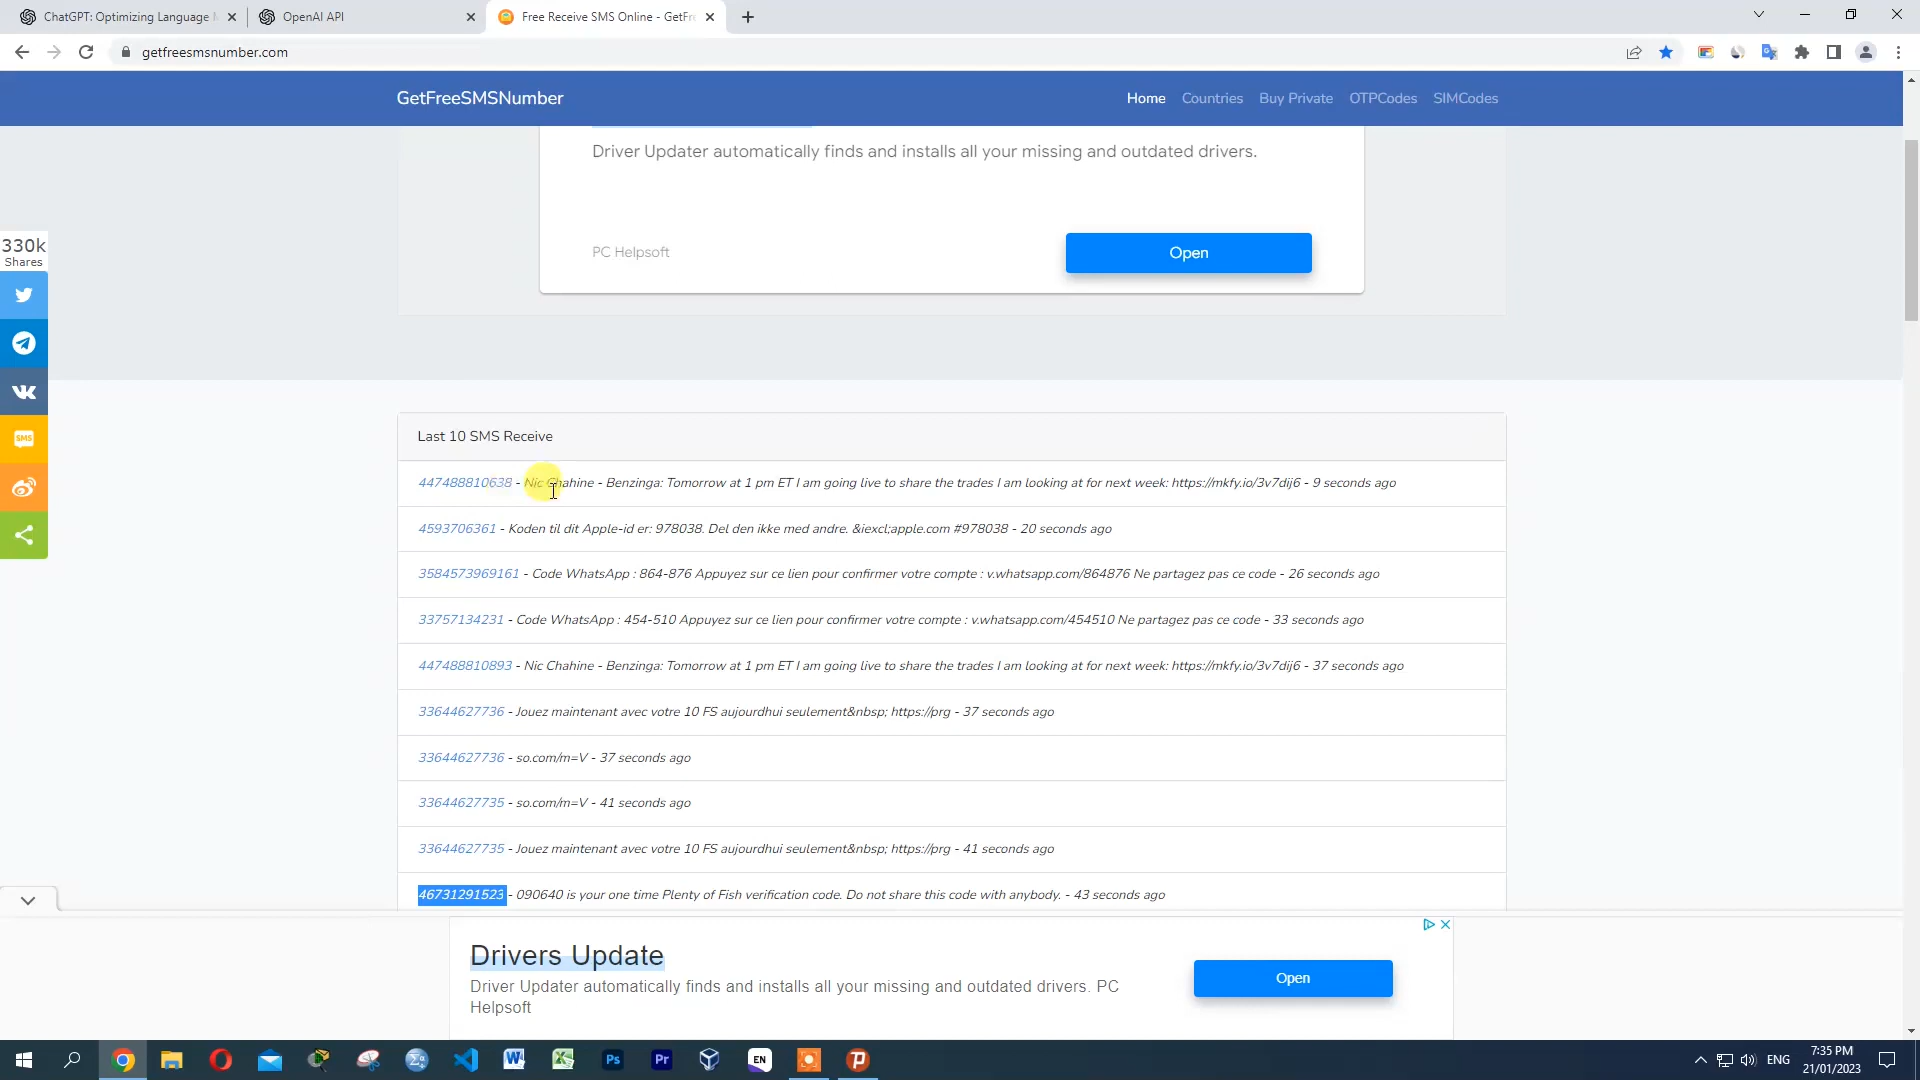 ChatGPT: Optimizing Language
OpenAI API
Free Receive SMS Online - GetFre
getfreesmsnumber.com
GetFreeSMSNumber
Home
Countries
Buy Private
OTPCodes
SIMCodes
Driver Updater automatically finds and installs all your missing and outdated drivers.
PC Helpsoft
Open
330k
Shares
SMS
Last 10 SMS Receive
447488810638 - Nic Chahine - Benzinga: Tomorrow at 1 pm ET I am going live to share the trades I am looking at for next week: https://mkfy.io/3v7dij6 - 9 seconds ago
4593706361 - Koden til dit Apple-id er: 978038. Del den ikke med andre. &iexcl;apple.com #978038 - 20 seconds ago
3584573969161 - Code WhatsApp : 864-876 Appuyez sur ce lien pour confirmer votre compte : v.whatsapp.com/864876 Ne partagez pas ce code - 26 seconds ago
33757134231 - Code WhatsApp : 454-510 Appuyez sur ce lien pour confirmer votre compte : v.whatsapp.com/454510 Ne partagez pas ce code - 33 seconds ago
447488810893 - Nic Chahine - Benzinga: Tomorrow at 1 pm ET I am going live to share the trades I am looking at for next week: https://mkfy.io/3v7dij6 - 37 seconds ago
33644627736 - Jouez maintenant avec votre 10 FS aujourdhui seulement&nbsp; https://prg - 37 seconds ago
33644627736 - so.com/m=V - 37 seconds ago
33644627735 - so.com/m=V - 41 seconds ago
33644627735 - Jouez maintenant avec votre 10 FS aujourdhui seulement&nbsp; https://prg - 41 seconds ago
46731291523 - 090640 is your one time Plenty of Fish verification code. Do not share this code with anybody. - 43 seconds ago
Drivers Update
Driver Updater automatically finds and installs all your missing and outdated drivers. PC
Helpsoft
Open
Ps
Pr
EN
ENG
7:35 PM
21/01/2023